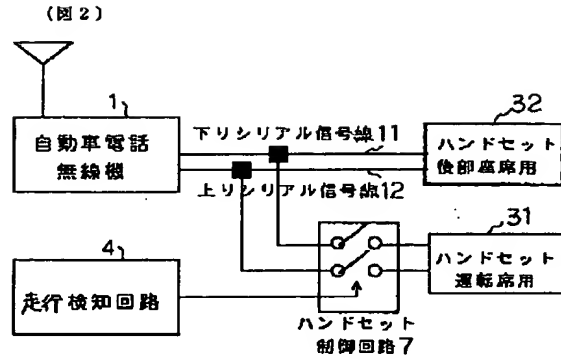 (図2)
1
自動車電話
無線機
下りシリアル信号線11
上りシリアル信号線12
32
ハンドセット
後部座席用
4
走行検知回路
31
ハンドセット
運転席用
ハンドセット
制御回路7